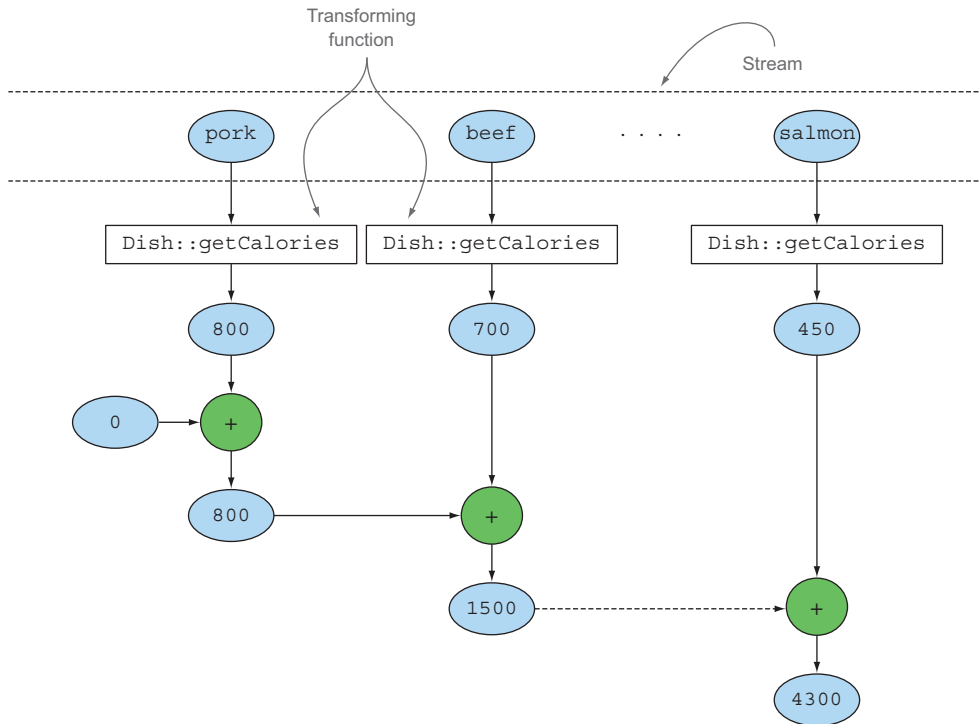 Transforming
function
Stream
pork
beef
. . . .
salmon
Dish::getCalories
Dish::getCalories
Dish::getCalories
800
700
450
0
+
800
+
1500
+
4300